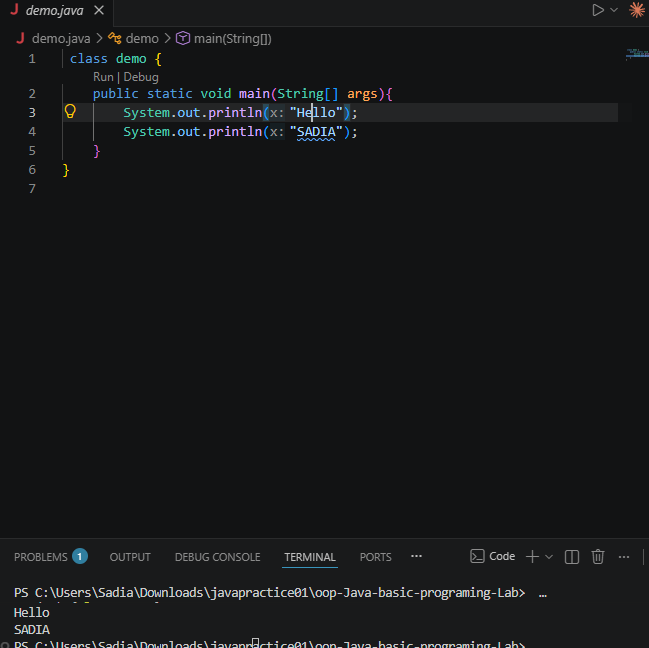 demo.java
demo.java > demo > main(String[])
1 class demo {
Run | Debug
2 public static void main(String[] args){
3 System.out.println(x: "Hello");
4 System.out.println(x: "SADIA");
5 }
6 }
7
PROBLEMS 1 OUTPUT DEBUG CONSOLE TERMINAL PORTS ... Code
PS C:\Users\Sadia\Downloads\javapractice01\oop-Java-basic-programing-Lab> ...
Hello
SADIA
PS C:\Users\Sadia\Downloads\javapractice01\oop-Java-basic-programing-Lab>